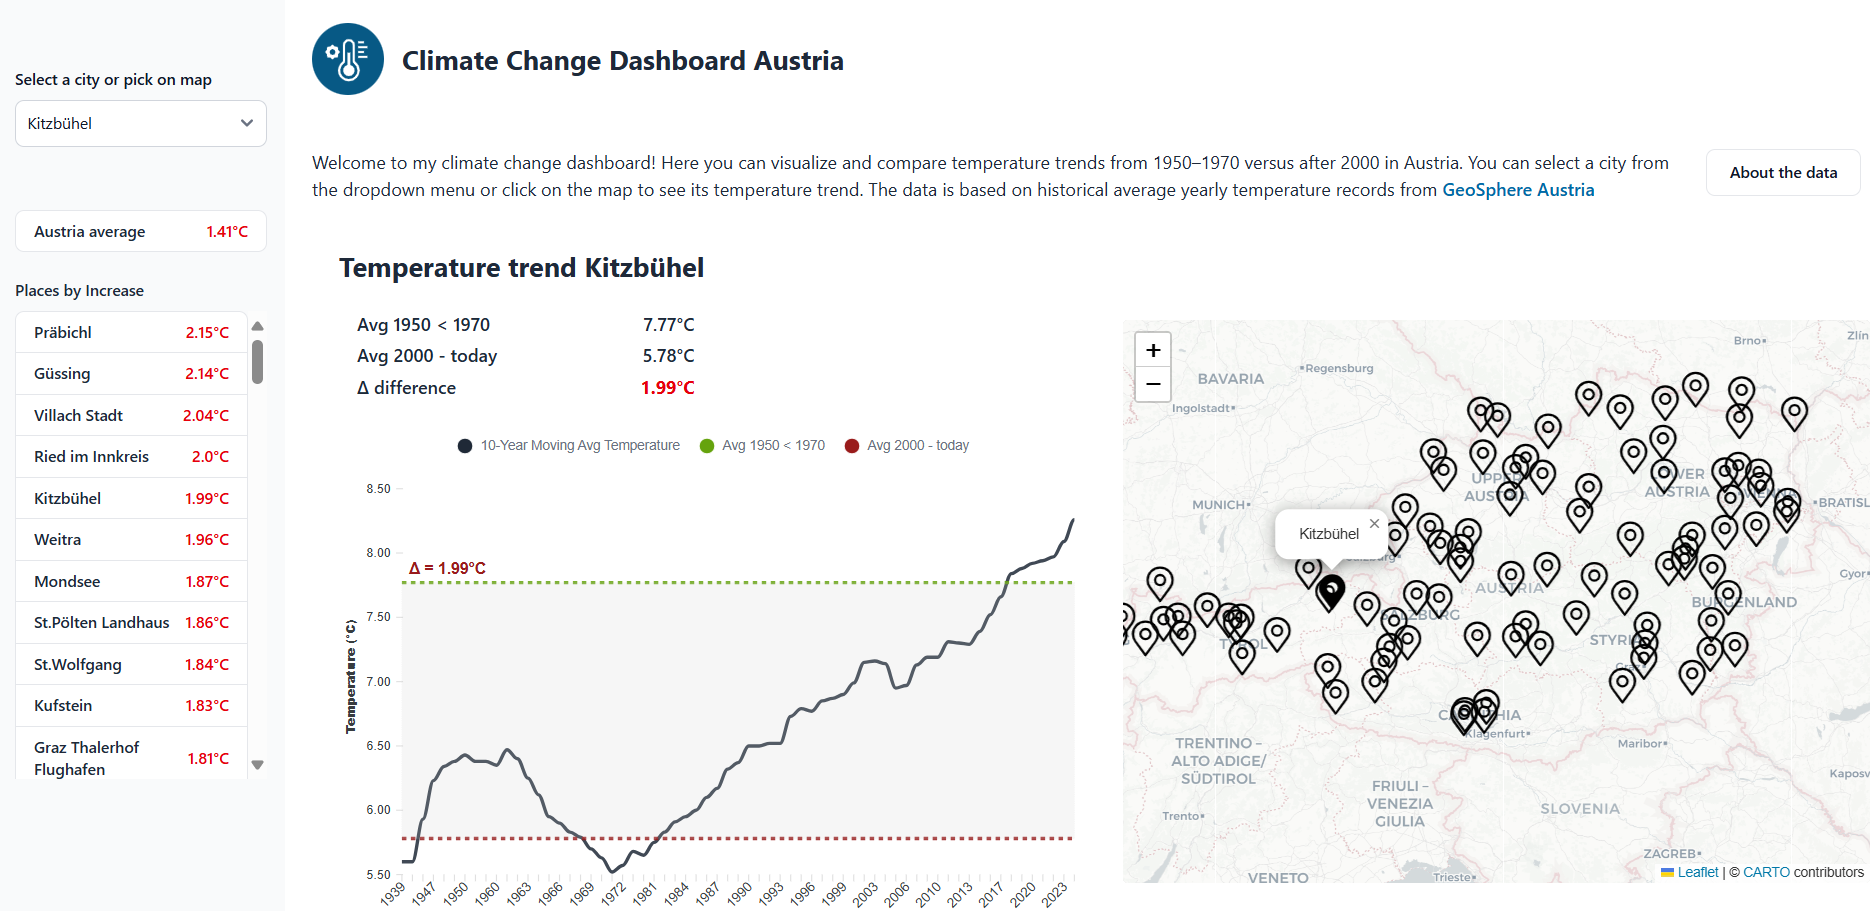 Climate Change Dashboard Austria
Select a city or pick on map
Kitzbühel
Welcome to my climate change dashboard! Here you can visualize and compare temperature trends from 1950–1970 versus after 2000 in Austria. You can select a city from
the dropdown menu or click on the map to see its temperature trend. The data is based on historical average yearly temperature records from GeoSphere Austria
About the data
Austria average 1.41°C
Places by Increase
Präbichl 2.15°C
Güssing 2.14°C
Villach Stadt 2.04°C
Ried im Innkreis 2.0°C
Kitzbühel 1.99°C
Weitra 1.96°C
Mondsee 1.87°C
St.Pölten Landhaus 1.86°C
St.Wolfgang 1.84°C
Kufstein 1.83°C
Graz Thalerhof
Flughafen 1.81°C
Temperature trend Kitzbühel
Avg 1950 < 1970 7.77°C
Avg 2000 - today 5.78°C
Δ difference 1.99°C
10-Year Moving Avg Temperature Avg 1950 < 1970 Avg 2000 - today
Temperature (°C)
8.50
8.00
7.50
7.00
6.50
6.00
5.50
Δ = 1.99°C
1939 1947 1950 1960 1963 1966 1969 1972 1981 1984 1987 1990 1993 1996 1999 2003 2006 2010 2013 2017 2020 2023
+
−
Brno
Zlín
Regensburg
BAVARIA
Ingolstadt
UPPER
AUSTRIA
LOWER
AUSTRIA
VIENNA
BRATISL
MUNICH
Kitzbühel
×
Salzburg
AUSTRIA
Gyor
BURGENLAND
SALZBURG
TYROL
STYRIA
Graz
CARINTHIA
Klagenfurt
Maribor
TRENTINO –
ALTO ADIGE/
SÜDTIROL
Kaposv
FRIULI –
VENEZIA
GIULIA
SLOVENIA
Trento
ZAGREB
VENETO
Trieste
Leaflet | © CARTO contributors